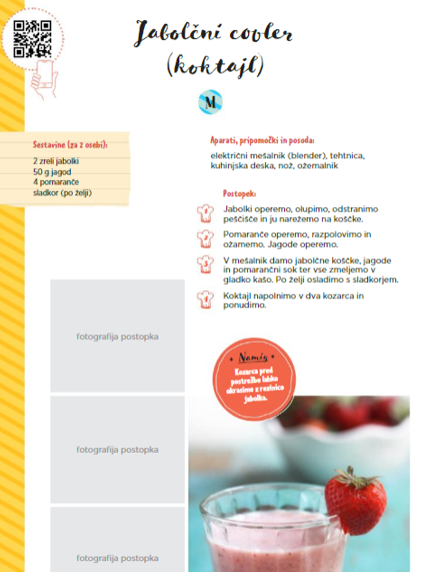 Jabolčni cooler
(koktajl)
M
Sestavine (za 2 osebi):
2 zreli jabolki
50 g jagod
4 pomaranče
sladkor (po želji)
Aparati, pripomočki in posoda:
električni mešalnik (blender), tehtnica,
kuhinjska deska, nož, ožemalnik
Postopek:
1 Jabolki operemo, olupimo, odstranimo
peščišče in ju narežemo na koščke.
2 Pomaranče operemo, razpolovimo in
ožamemo. Jagode operemo.
3 V mešalnik damo jabolčne koščke, jagode
in pomarančni sok ter vse zmeljemo v
gladko kašo. Po želji osladimo s sladkorjem.
4 Koktajl napolnimo v dva kozarca in
ponudimo.
fotografija postopka
Namig
Kozarca pred
postrežbo lahko
okrasimo z rezinico
jabolka.
fotografija postopka
fotografija postopka